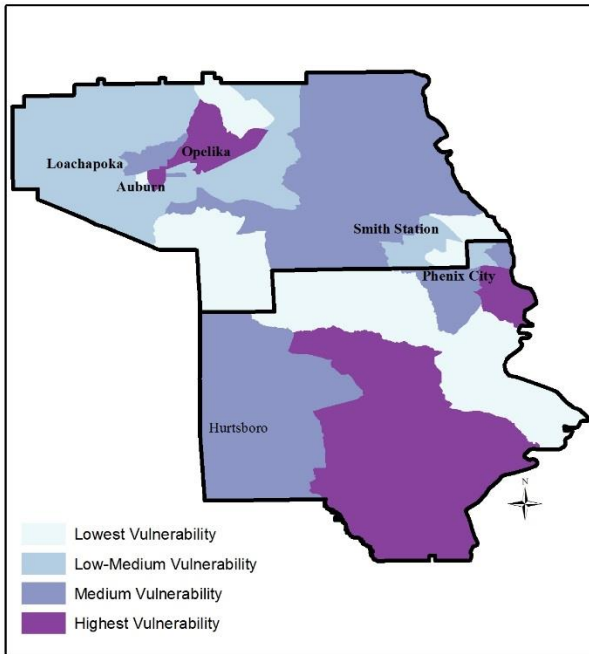 Opelika
Loachapoka
Auburn
Smith Station
Phenix City
Hurtsboro
N
Lowest Vulnerability
Low-Medium Vulnerability
Medium Vulnerability
Highest Vulnerability